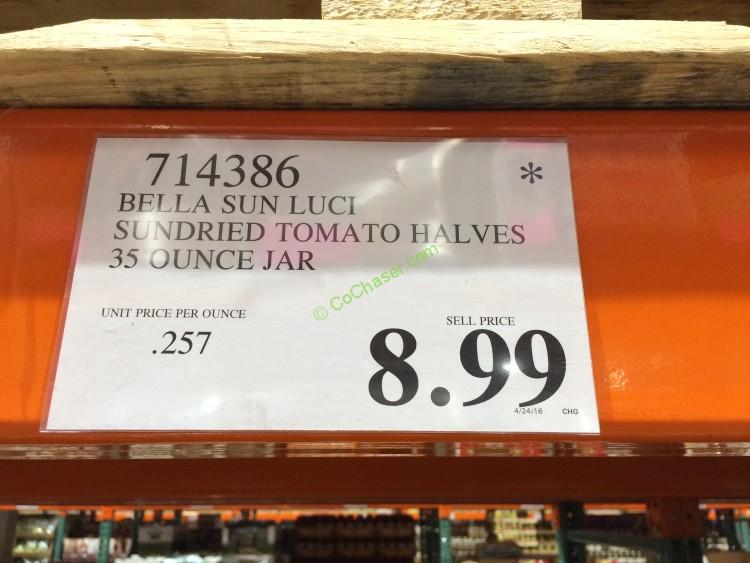 714386 *
BELLA SUN LUCI
SUNDRIED TOMATO HALVES
35 OUNCE JAR
© CoChaser.com
UNIT PRICE PER OUNCE
.257
SELL PRICE
8.99
4/24/16 CHG